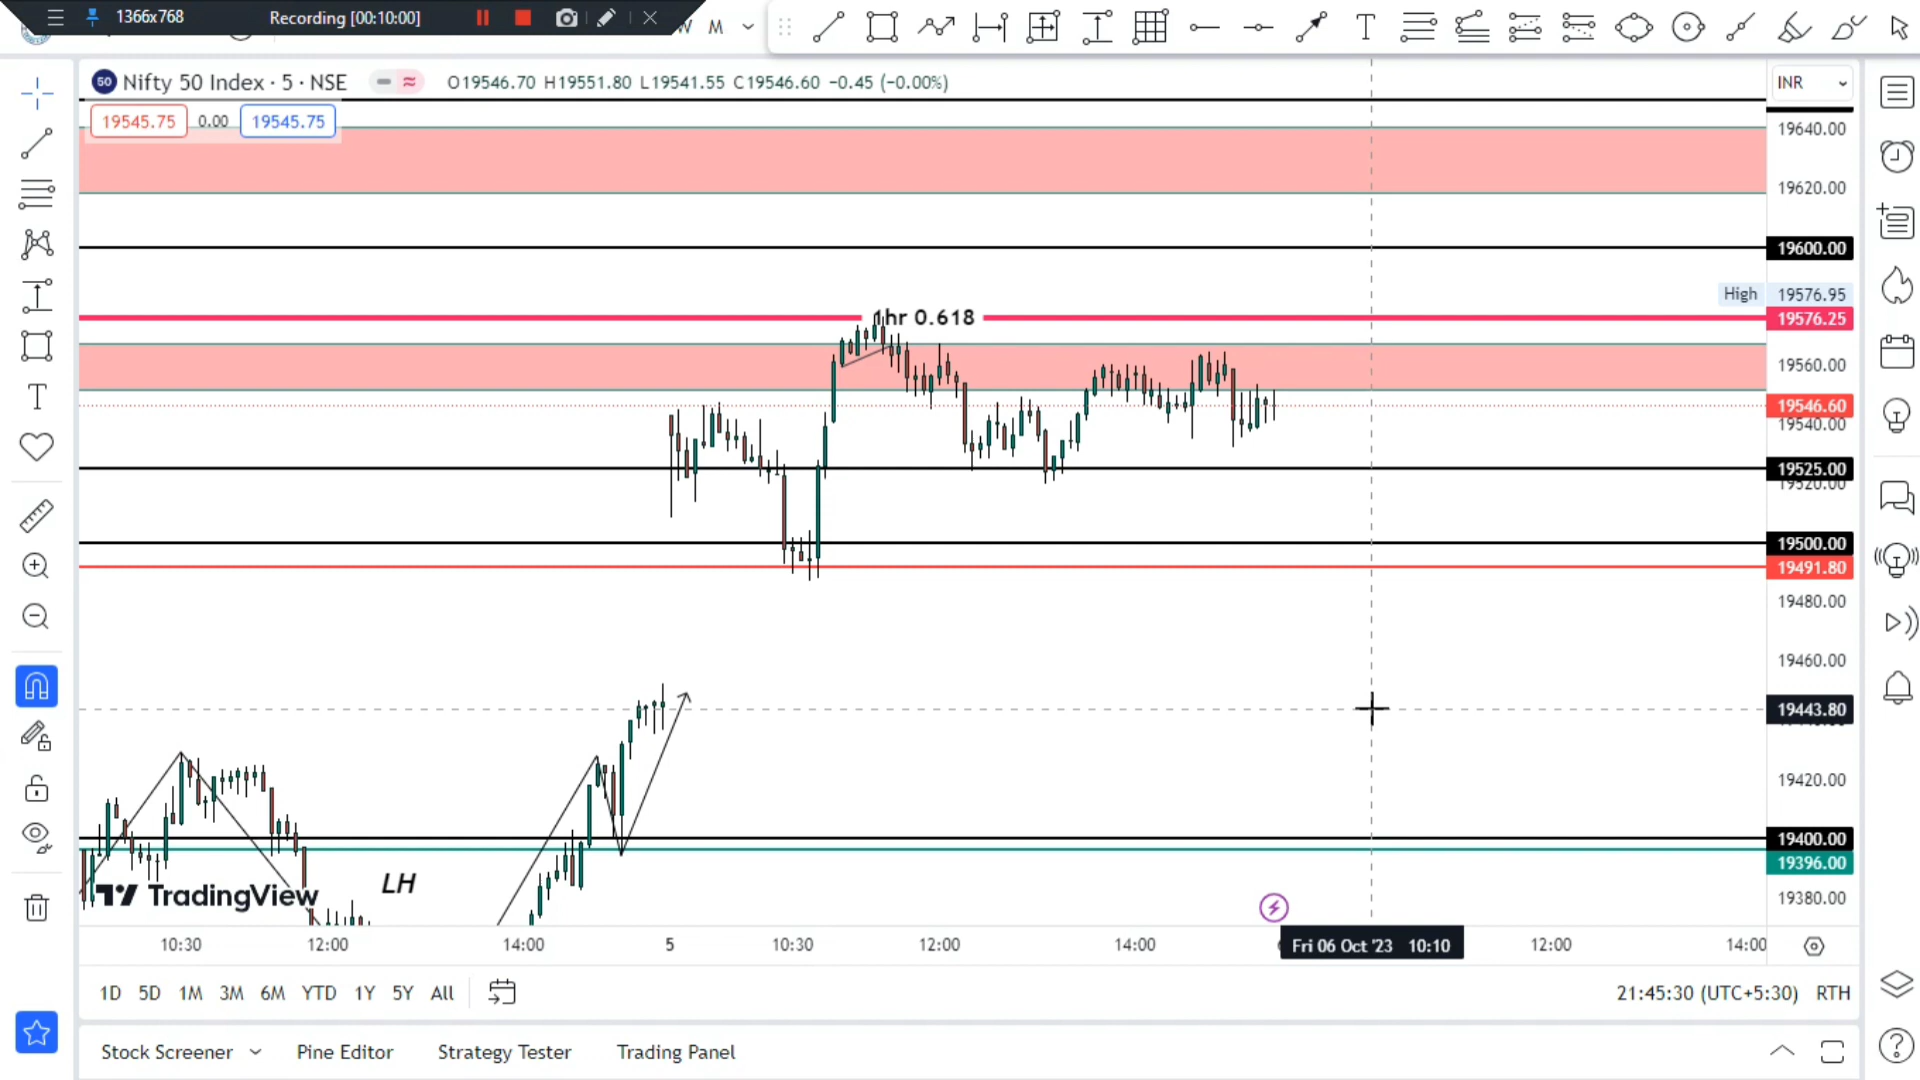 1366x768 Recording [00:10:00] M
Nifty 50 Index · 5 · NSE O19546.70 H19551.80 L19541.55 C19546.60 −0.45 (−0.00%) INR
19545.75 0.00 19545.75
19640.00
19620.00
19600.00
High 19576.95
1hr 0.618 19576.25
19560.00
19546.60
19540.00
19525.00
19520.00
19500.00
19491.80
19480.00
19460.00
19443.80
19420.00
19400.00
19396.00
LH
TradingView 19380.00
10:30 12:00 14:00 5 10:30 12:00 14:00 Fri 06 Oct '23 10:10 12:00 14:00
1D 5D 1M 3M 6M YTD 1Y 5Y All 21:45:30 (UTC+5:30) RTH
Stock Screener Pine Editor Strategy Tester Trading Panel